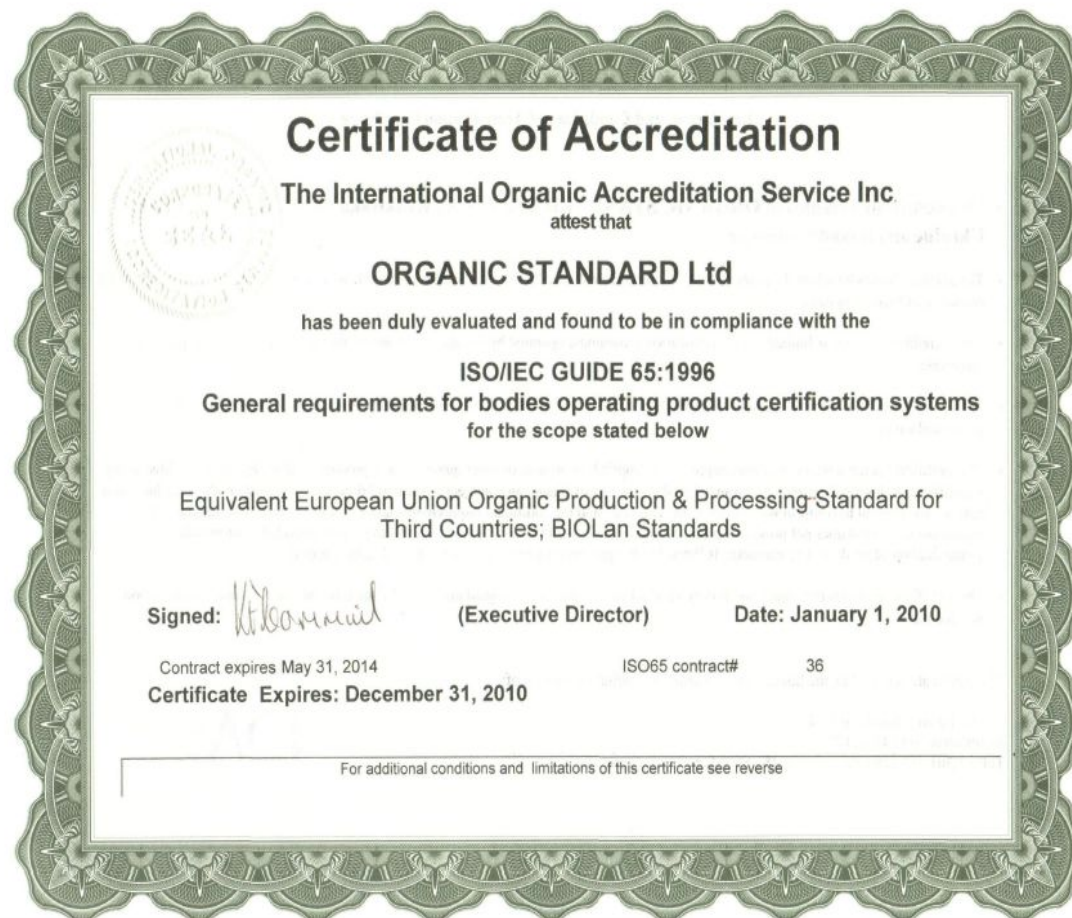 Certificate of Accreditation
The International Organic Accreditation Service Inc
attest that
ORGANIC STANDARD Ltd
has been duly evaluated and found to be in compliance with the
ISO/IEC GUIDE 65:1996
General requirements for bodies operating product certification systems
for the scope stated below
Equivalent European Union Organic Production & Processing Standard for
Third Countries; BIOLan Standards
Signed: (Executive Director) Date: January 1, 2010
Contract expires May 31, 2014 ISO65 contract# 36
Certificate Expires: December 31, 2010
For additional conditions and limitations of this certificate see reverse